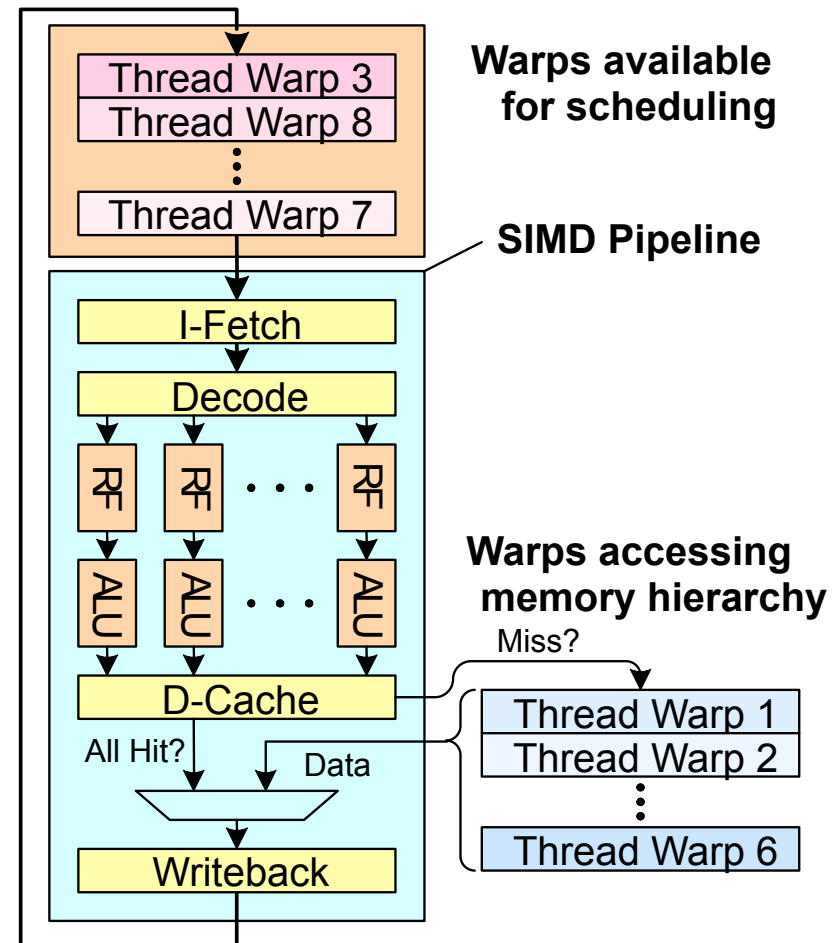 Warps available
for scheduling
Thread Warp 3
Thread Warp 8
Thread Warp 7
SIMD Pipeline
I-Fetch
Decode
RF
RF
RF
ALU
ALU
ALU
Warps accessing
memory hierarchy
Miss?
D-Cache
Thread Warp 1
All Hit?
Data
Thread Warp 2
Thread Warp 6
Writeback